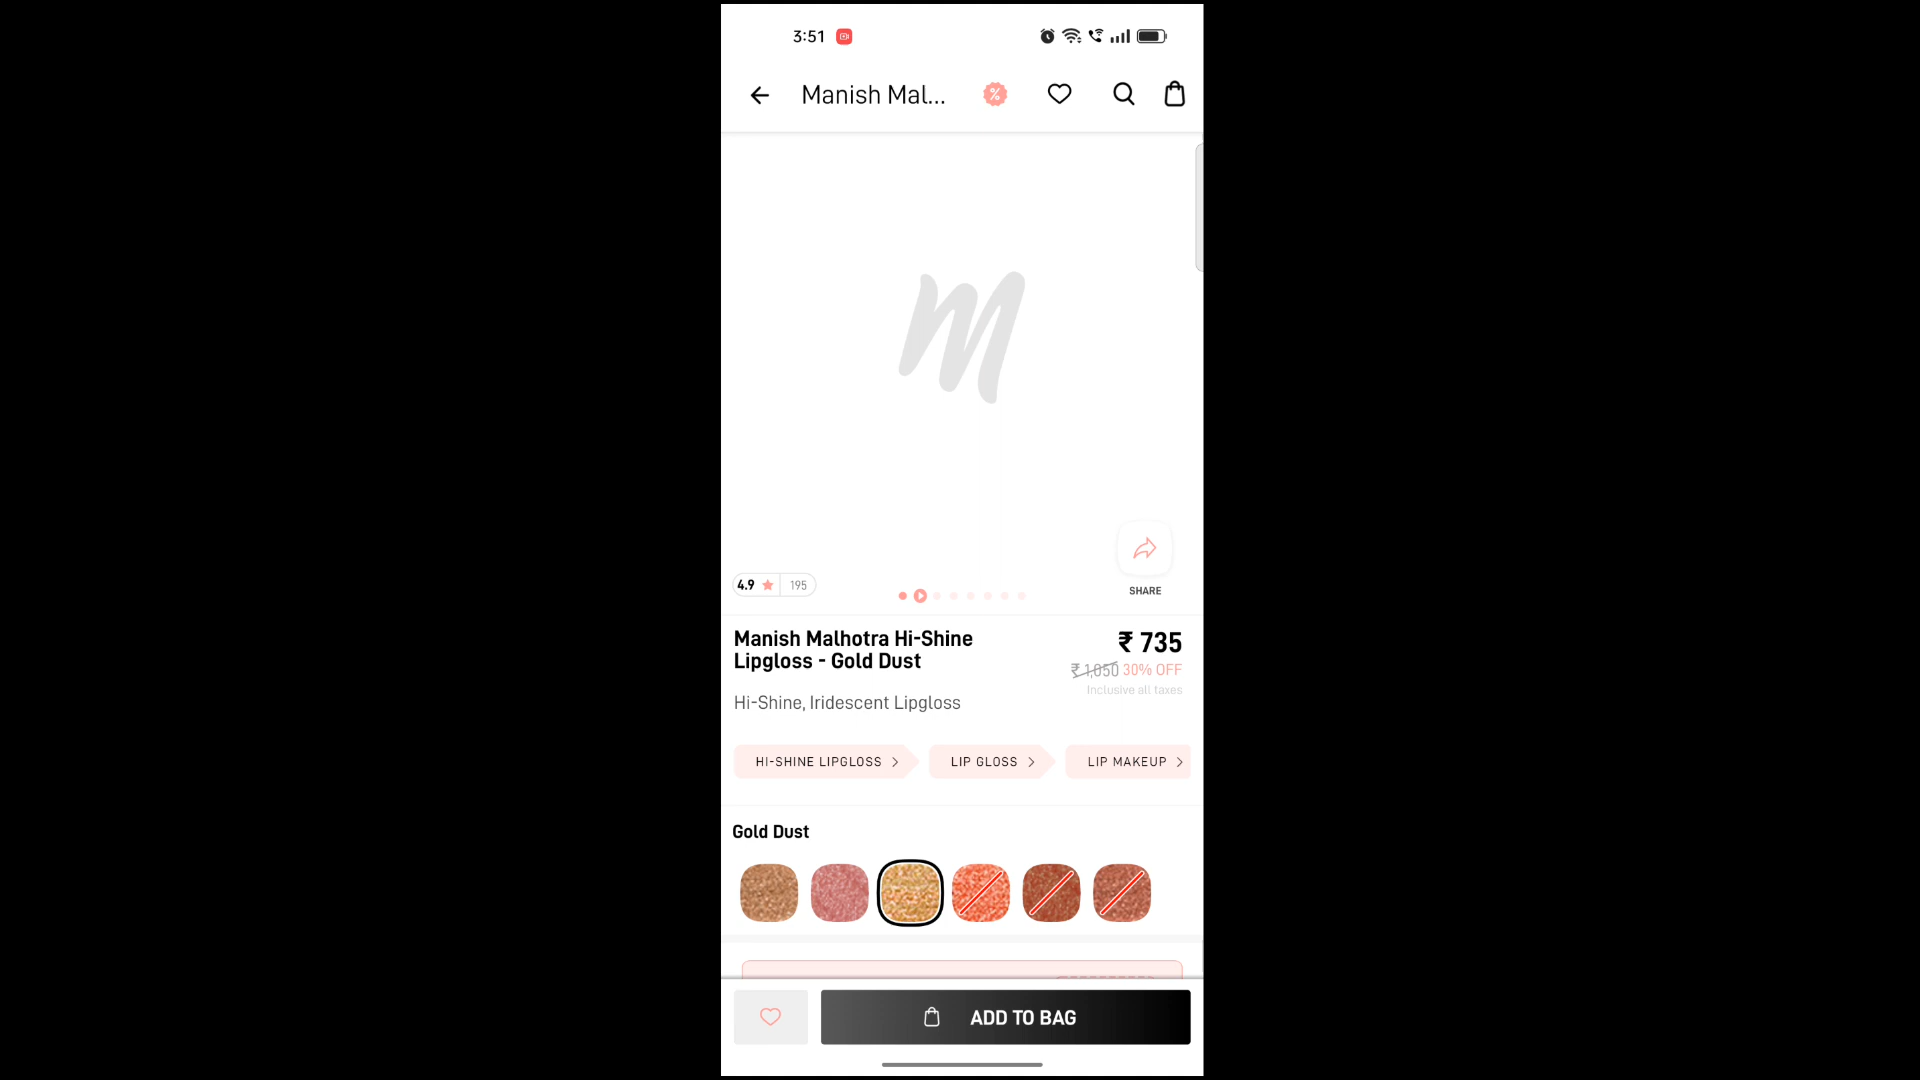 3:51
Manish Mal...
4.9 195
SHARE
Manish Malhotra Hi-Shine
Lipgloss - Gold Dust
₹ 735
₹ 1,050 30% OFF
Inclusive all taxes
Hi-Shine, Iridescent Lipgloss
HI-SHINE LIPGLOSS LIP GLOSS LIP MAKEUP
Gold Dust
ADD TO BAG